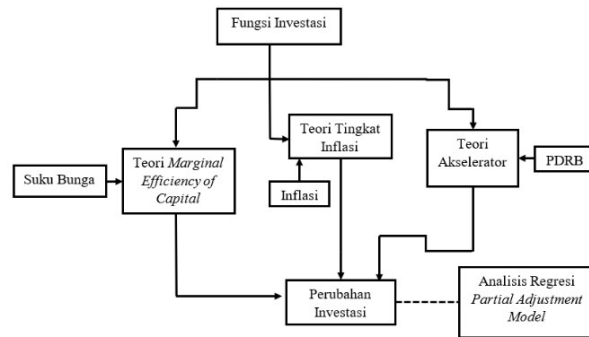 Fungsi Investasi
Teori Tingkat
Inflasi
Teori
Akselerator
PDRB
Teori Marginal
Efficiency of
Capital
Suku Bunga
Inflasi
Perubahan
Investasi
Analisis Regresi
Partial Adjustment
Model